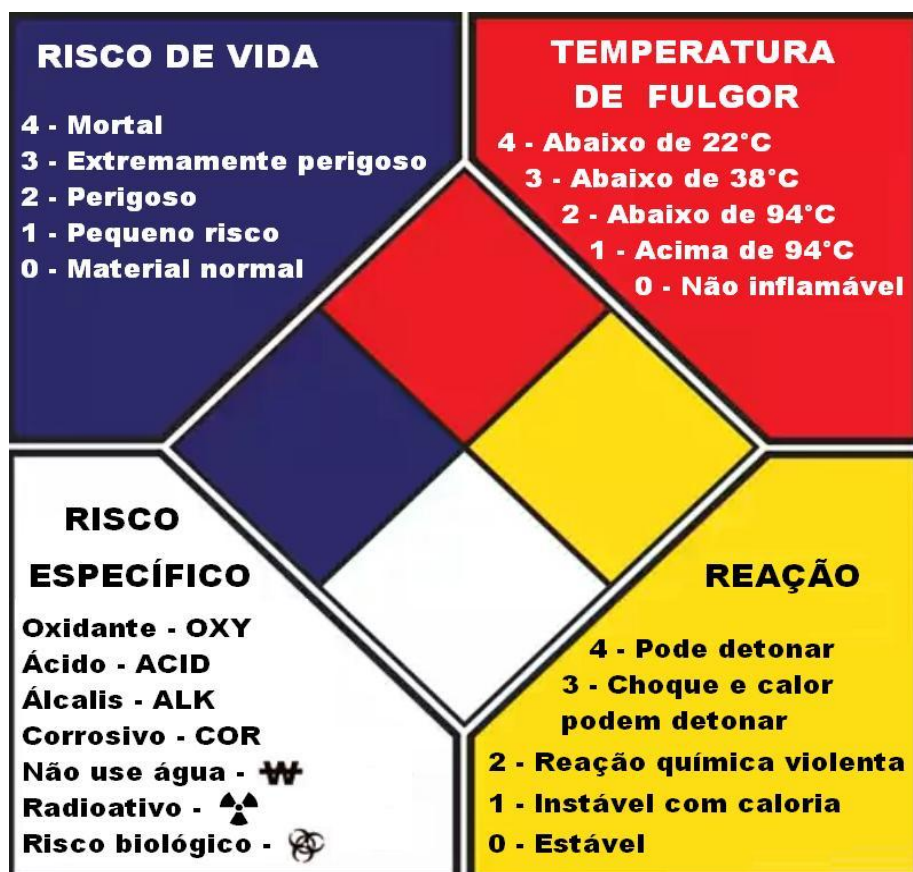 RISCO DE VIDA
4 - Mortal
3 - Extremamente perigoso
2 - Perigoso
1 - Pequeno risco
0 - Material normal
TEMPERATURA
DE FULGOR
4 - Abaixo de 22°C
3 - Abaixo de 38°C
2 - Abaixo de 94°C
1 - Acima de 94°C
0 - Não inflamável
RISCO
ESPECÍFICO
Oxidante - OXY
Ácido - ACID
Álcalis - ALK
Corrosivo - COR
Não use água - W
Radioativo -
Risco biológico -
REAÇÃO
4 - Pode detonar
3 - Choque e calor
podem detonar
2 - Reação química violenta
1 - Instável com caloria
0 - Estável